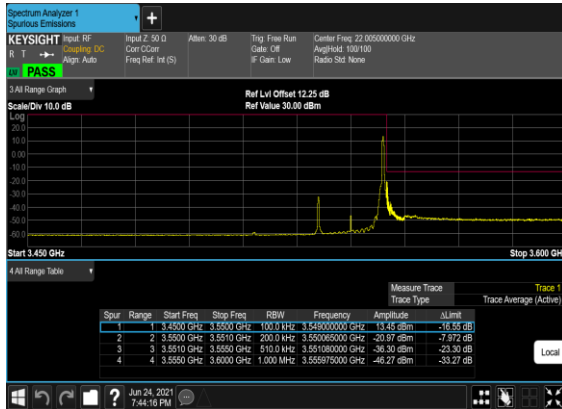 Spectrum Analyzer 1
Spurious Emissions
KEYSIGHT Input: RF Input Z: 50 Ω Atten: 30 dB Trig: Free Run Center Freq: 22.005000000 GHz
R T Coupling: DC Corr CCorr Gate: Off Avg|Hold: 100/100
Align: Auto Freq Ref: Int (S) IF Gain: Low Radio Std: None
LV PASS
3 All Range Graph Ref Lvl Offset 12.25 dB
Scale/Div 10.0 dB Ref Value 30.00 dBm
Log
20.0
10.0
0.00
-10.0
-20.0
-30.0
-40.0
-50.0
-60.0
Start 3.450 GHz Stop 3.600 GH
4 All Range Table
Measure Trace Trace 1
Trace Type Trace Average (Active)
Spur Range Start Freq Stop Freq RBW Frequency Amplitude ΔLimit
1 1 3.4500 GHz 3.5500 GHz 100.0 kHz 3.549000000 GHz 13.45 dBm -16.55 dB
2 2 3.5500 GHz 3.5510 GHz 200.0 kHz 3.550065000 GHz -20.97 dBm -7.972 dB
3 3 3.5510 GHz 3.5550 GHz 510.0 kHz 3.551080000 GHz -36.30 dBm -23.30 dB
4 4 3.5550 GHz 3.6000 GHz 1.000 MHz 3.555975000 GHz -46.27 dBm -33.27 dB
Local
? Jun 24, 2021
7:44:16 PM